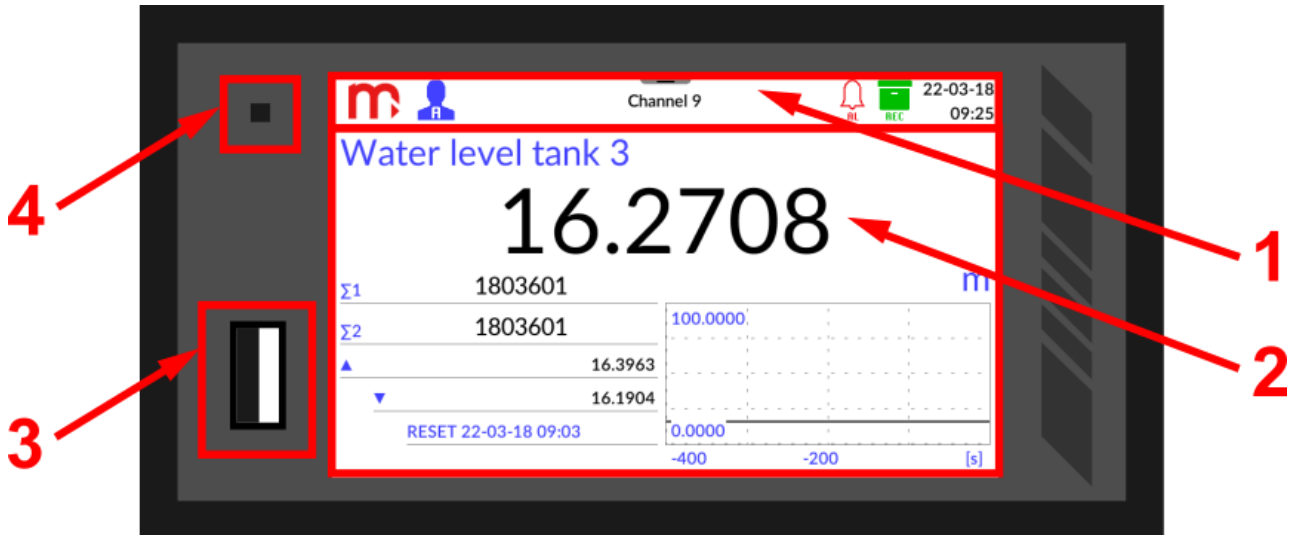 m
A
Channel 9
AL
REC
22-03-18
09:25
Water level tank 3
16.2708
m
Σ1 1803601
Σ2 1803601
▲ 16.3963
▼ 16.1904
RESET 22-03-18 09:03
100.0000
0.0000
-400 -200 [s]
1
2
3
4